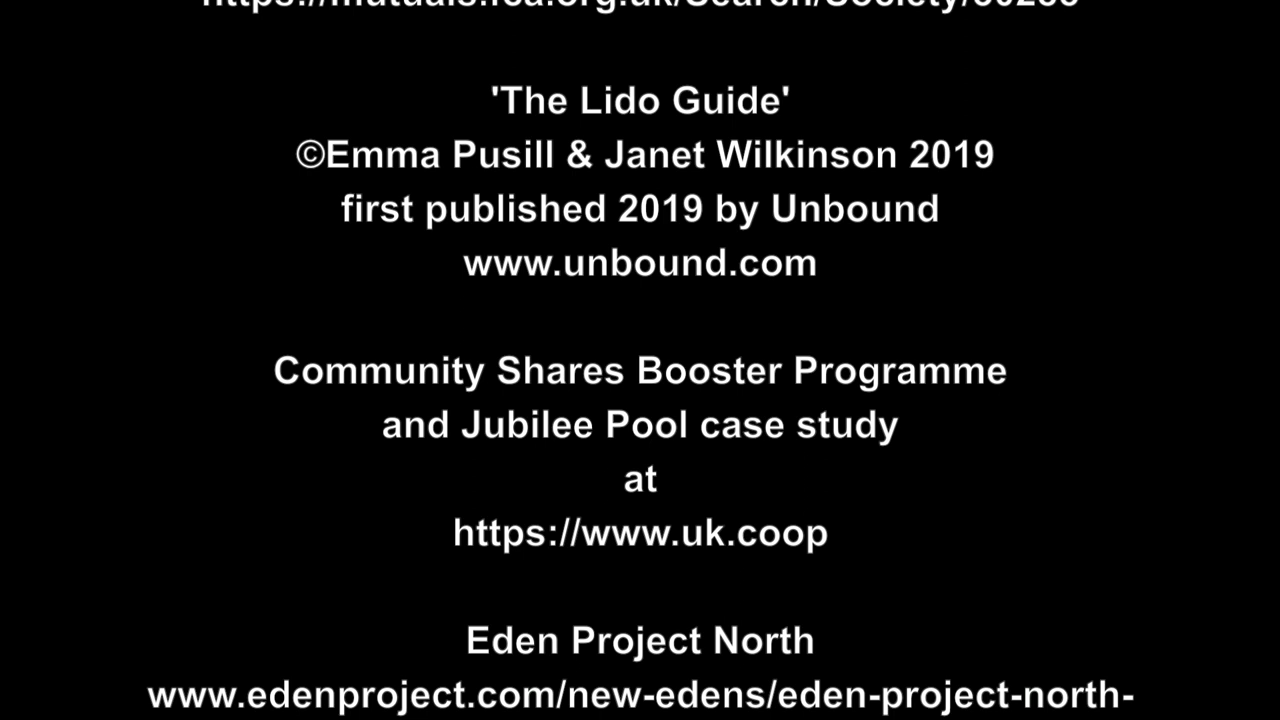 'The Lido Guide'
©Emma Pusill & Janet Wilkinson 2019
first published 2019 by Unbound
www.unbound.com
Community Shares Booster Programme
and Jubilee Pool case study
at
https://www.uk.coop
Eden Project North
www.edenproject.com/new-edens/eden-project-north-